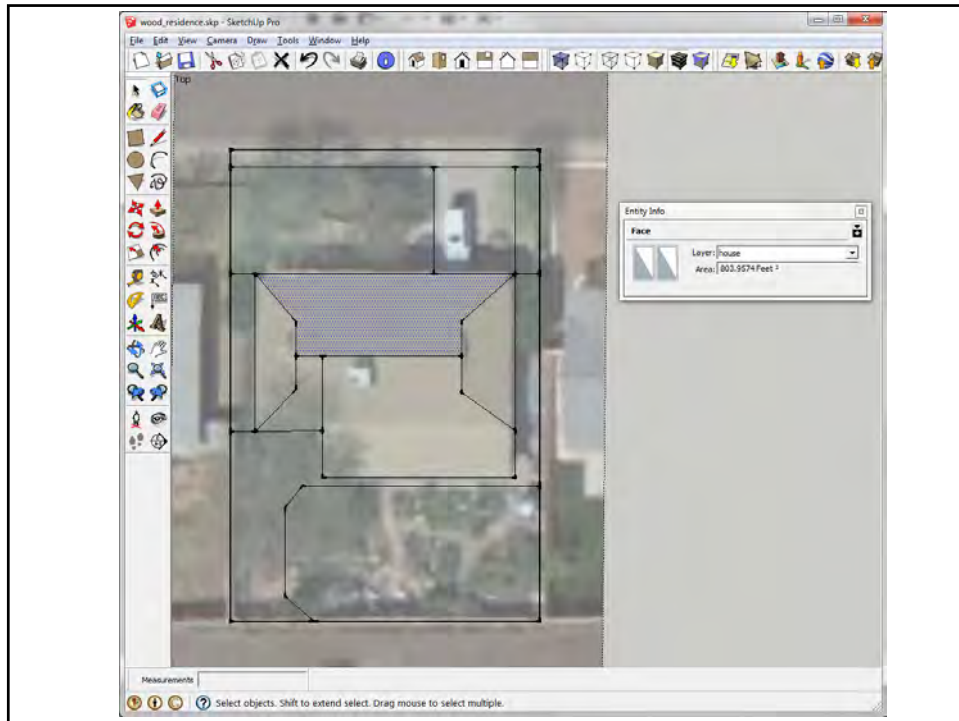 wood_residence.skp - SketchUp Pro
File Edit View Camera Draw Tools Window Help
Top
Entity Info
Face
Layer: house
Area: 803.9574 Feet ²
Measurements
Select objects. Shift to extend select. Drag mouse to select multiple.